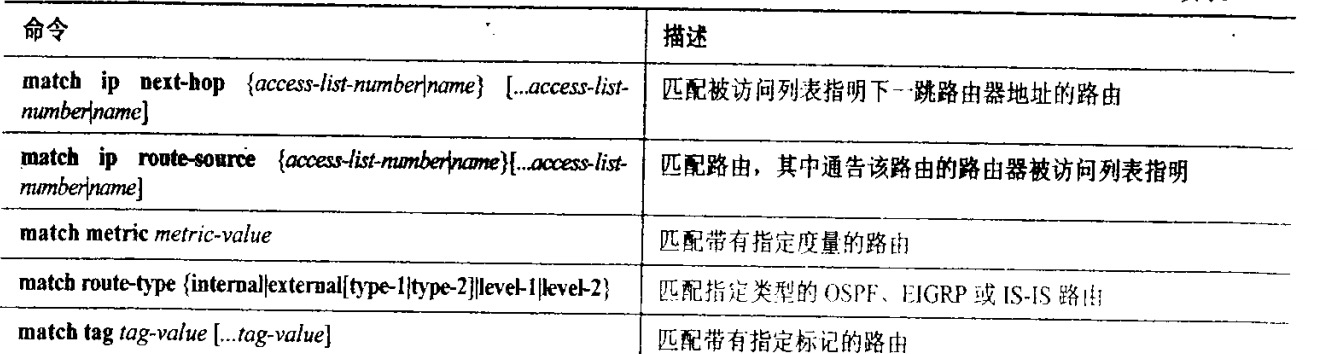 命令 描述
match ip next-hop {access-list-number|name} [...access-list- 匹配被访问列表指明下一跳路由器地址的路由
number|name]
match ip route-source {access-list-number|name}[...access-list- 匹配路由，其中通告该路由的路由器被访问列表指明
number|name]
match metric metric-value 匹配带有指定度量的路由
match route-type {internal|external[type-1|type-2]|level-1|level-2} 匹配指定类型的 OSPF、EIGRP 或 IS-IS 路由
match tag tag-value [...tag-value] 匹配带有指定标记的路由